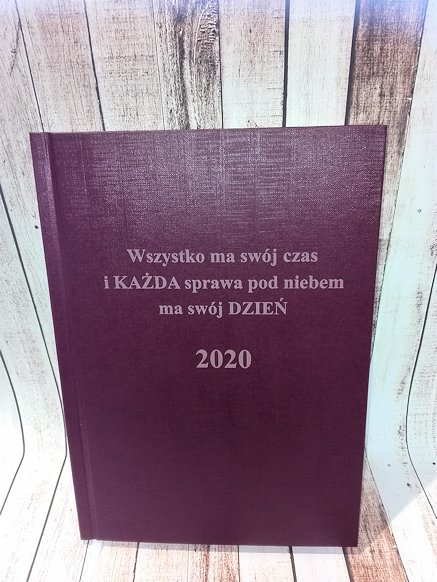 Wszystko ma swój czas
i KAŻDA sprawa pod niebem
ma swój DZIEŃ
2020